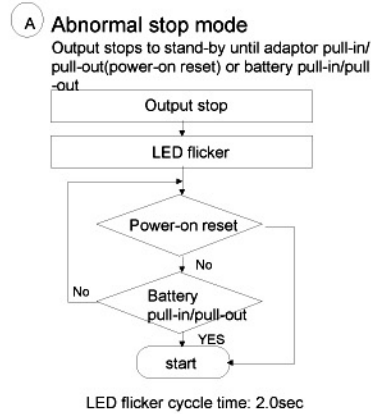 A Abnormal stop mode
Output stops to stand-by until adaptor pull-in/
pull-out(power-on reset) or battery pull-in/pull
-out
Output stop
LED flicker
Power-on reset
No
No
Battery
pull-in/pull-out
YES
start
LED flicker cyccle time: 2.0sec